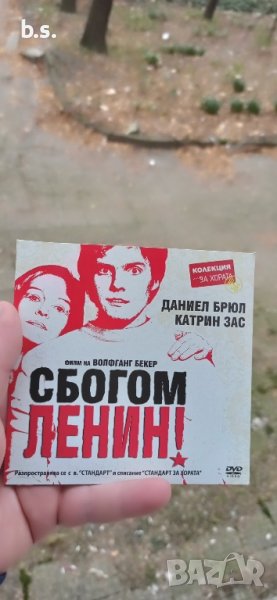 b.s.
КОЛЕКЦИЯ
ЗА ХОРАТА
ДАНИЕЛ БРЮЛ
КАТРИН ЗАС
ФИЛМ НА ВОЛФГАНГ БЕКЕР
СБОГОМ
ЛЕНИН!
Разпространява се с в. "СТАНДАРТ" и списание "СТАНДАРТ ЗА ХОРАТА"
DVD
BAZAR